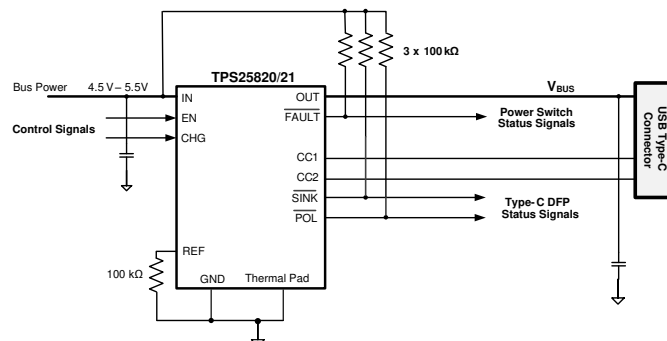 3 x 100 kΩ
TPS25820/21
Bus Power 4.5 V – 5.5V
IN
OUT
VBUS
EN
FAULT
Power Switch
Status Signals
Control Signals
CHG
CC1
CC2
USB Type-C
Connector
SINK
POL
Type-C DFP
Status Signals
REF
100 kΩ
GND
Thermal Pad